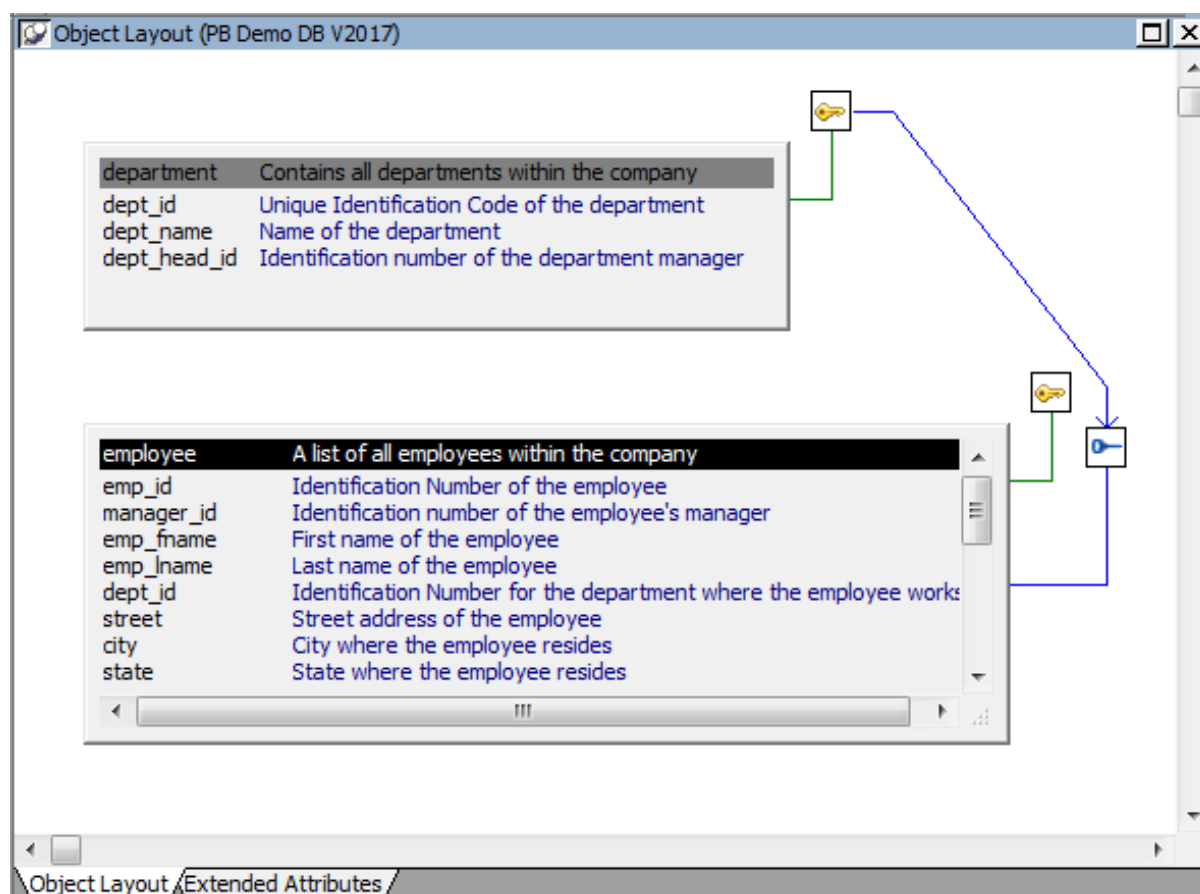 Object Layout (PB Demo DB V2017)
department Contains all departments within the company
dept_id Unique Identification Code of the department
dept_name Name of the department
dept_head_id Identification number of the department manager
employee A list of all employees within the company
emp_id Identification Number of the employee
manager_id Identification number of the employee's manager
emp_fname First name of the employee
emp_lname Last name of the employee
dept_id Identification Number for the department where the employee works
street Street address of the employee
city City where the employee resides
state State where the employee resides
Object Layout Extended Attributes